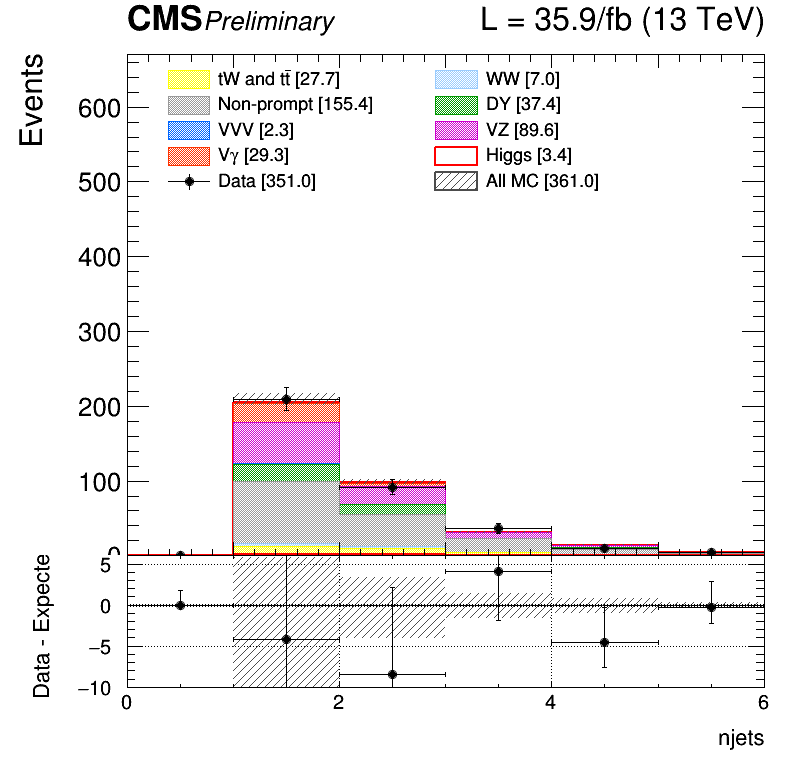 CMS Preliminary L = 35.9/fb (13 TeV)
Events
600
500
400
300
200
100
0
tW and tt̄ [27.7]
WW [7.0]
Non-prompt [155.4]
DY [37.4]
VVV [2.3]
VZ [89.6]
Vγ [29.3]
Higgs [3.4]
Data [351.0]
All MC [361.0]
Data - Expecte
5
0
−5
−10
0 2 4 6
njets